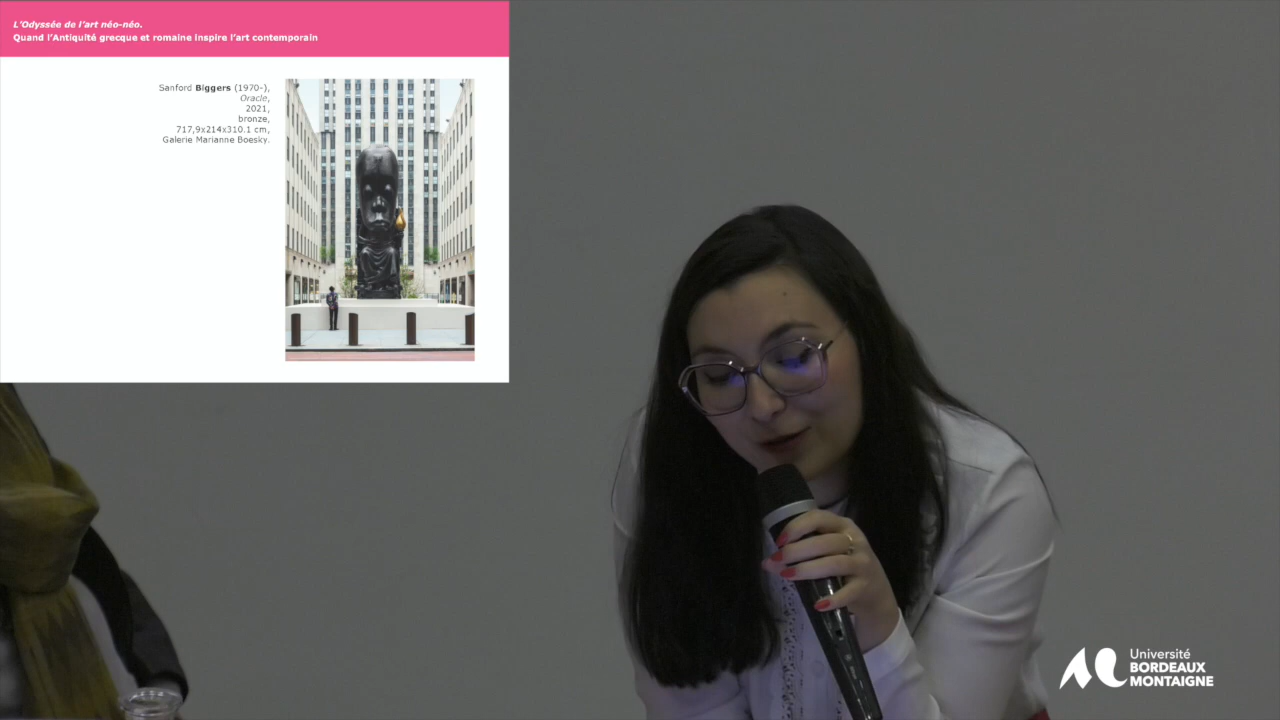 L'Odyssée de l'art néo-néo.
Quand l'Antiquité grecque et romaine inspire l'art contemporain
Sanford Biggers (1970-),
Oracle,
2021,
bronze,
717,9x214x310.1 cm,
Galerie Marianne Boesky.
Université
BORDEAUX
MONTAIGNE